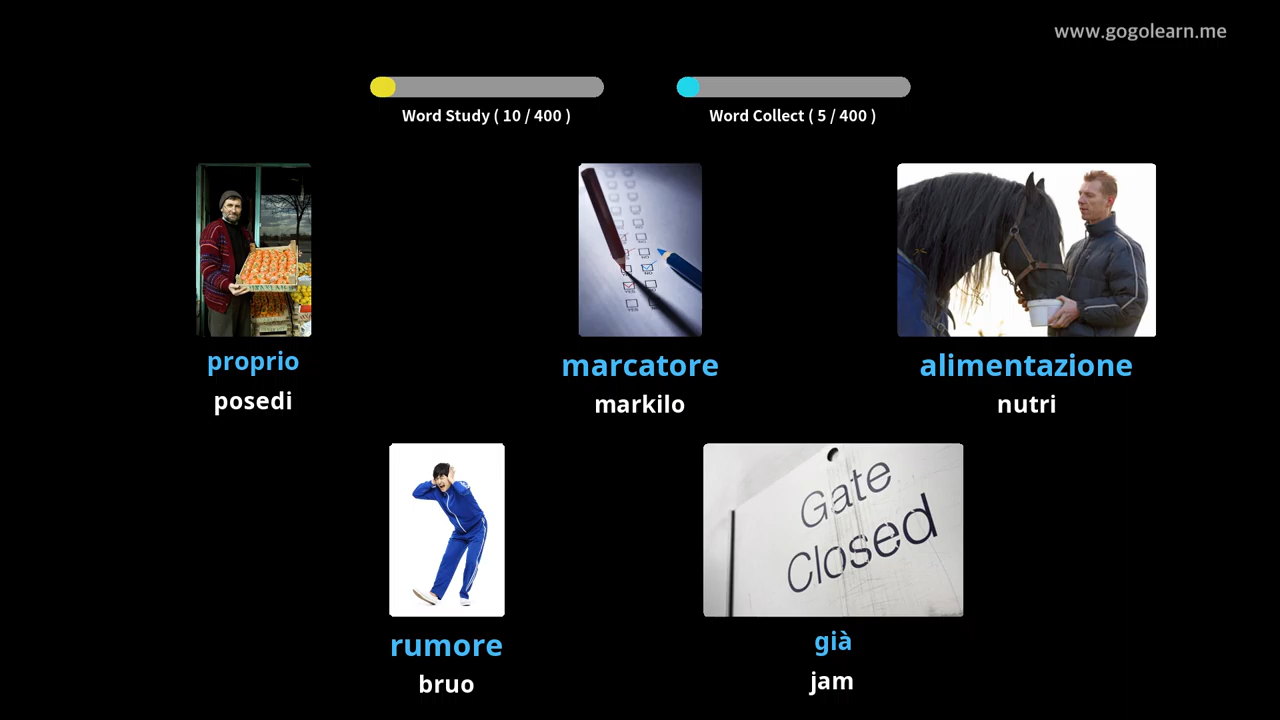 www.gogolearn.me
Word Study ( 10 / 400 )
Word Collect ( 5 / 400 )
proprio
posedi
marcatore
markilo
alimentazione
nutri
Gate
Closed
rumore
bruo
già
jam